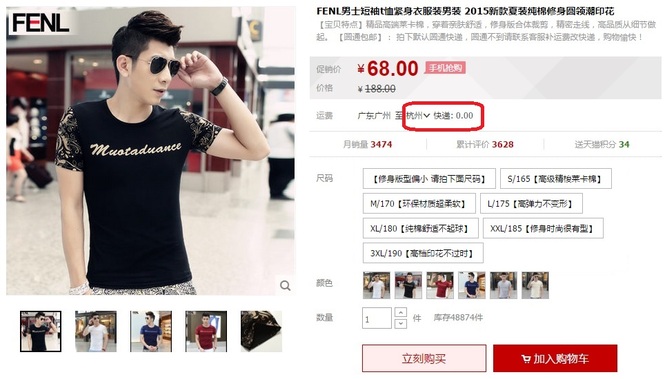 FENL
Muotaduance
FENL男士短袖t恤紧身衣服装男装 2015新款夏装纯棉修身圆领潮印花
【宝贝特点】精品高端莱卡棉，穿着亲肤舒适，修身版合体裁剪，精密走线，高品质从细节做起。
【圆通包邮】：拍下默认圆通快递，圆通不到请联系客服补运费改快递，购物愉快！
促销价 ¥68.00 手机抢购
价格 ¥188.00
运费 广东广州 至 杭州 快递: 0.00
月销量 3474 累计评价 3628 送天猫积分 34
尺码 【修身版型偏小 请拍下面尺码】 S/165【高级精梭莱卡棉】
M/170【环保材质超柔软】 L/175【高弹力不变形】
XL/180【纯棉舒适不起球】 XXL/185【修身时尚很有型】
3XL/190【高档印花不过时】
颜色
数量 1 件 库存48874件
立刻购买 加入购物车